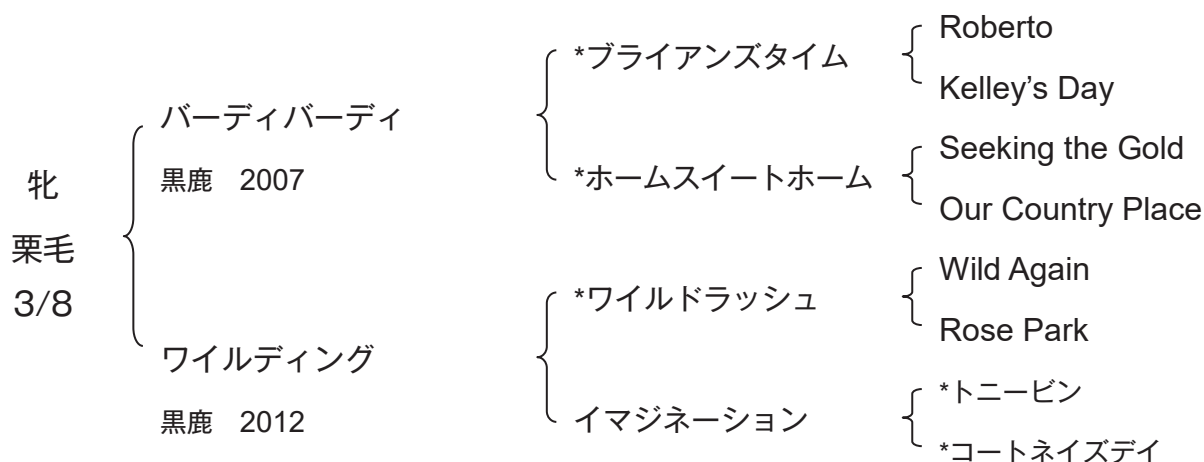 牝
栗毛
3/8
バーディバーディ
黒鹿 2007
ワイルディング
黒鹿 2012
*ブライアンズタイム
*ホームスイートホーム
*ワイルドラッシュ
イマジネーション
Roberto
Kelley’s Day
Seeking the Gold
Our Country Place
Wild Again
Rose Park
*トニービン
*コートネイズデイ